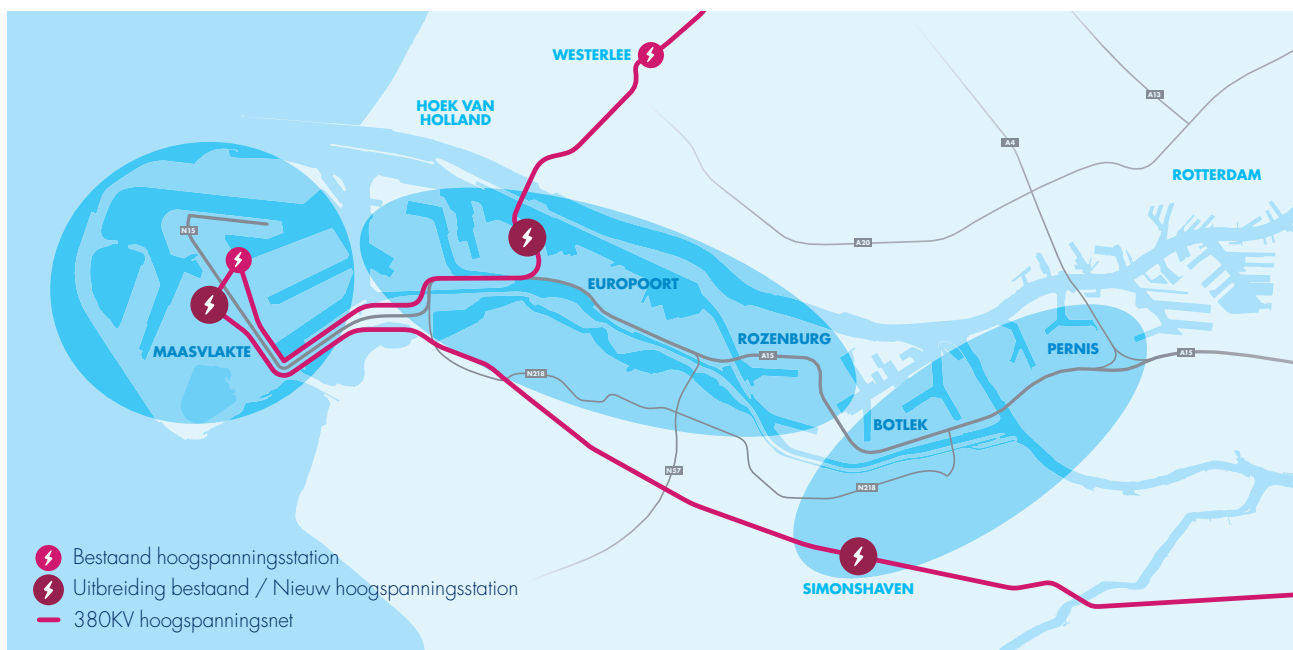 WESTERLEE
HOEK VAN
HOLLAND
A13
A4
ROTTERDAM
N15
A20
EUROPOORT
MAASVLAKTE
ROZENBURG
A15
PERNIS
A15
N218
BOTLEK
N57
N218
SIMONSHAVEN
Bestaand hoogspanningsstation
Uitbreiding bestaand / Nieuw hoogspanningsstation
380KV hoogspanningsnet